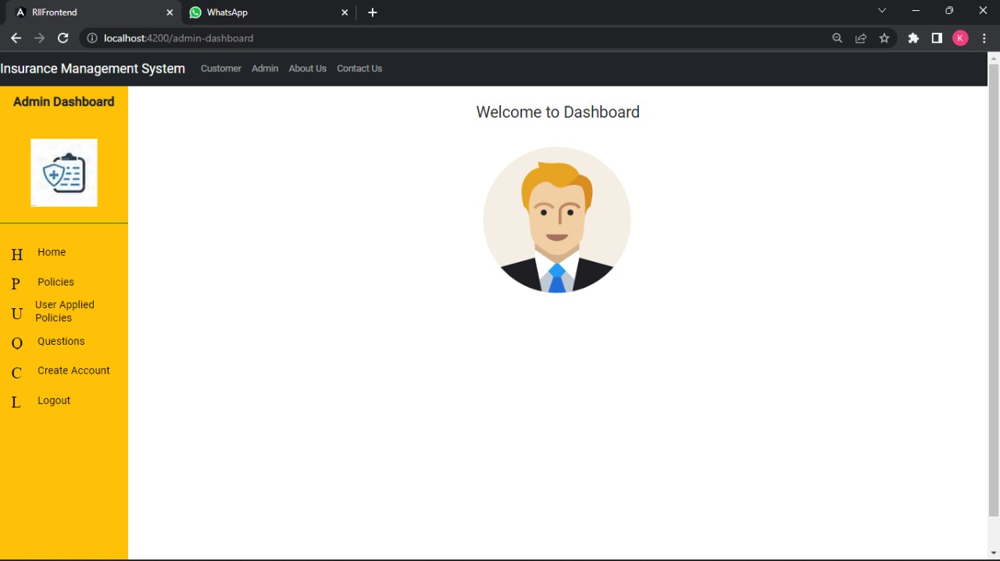 RIIFrontend
WhatsApp
localhost:4200/admin-dashboard
K
Insurance Management System Customer Admin About Us Contact Us
Admin Dashboard
Welcome to Dashboard
H Home
P Policies
U User Applied
Policies
Q Questions
C Create Account
L Logout